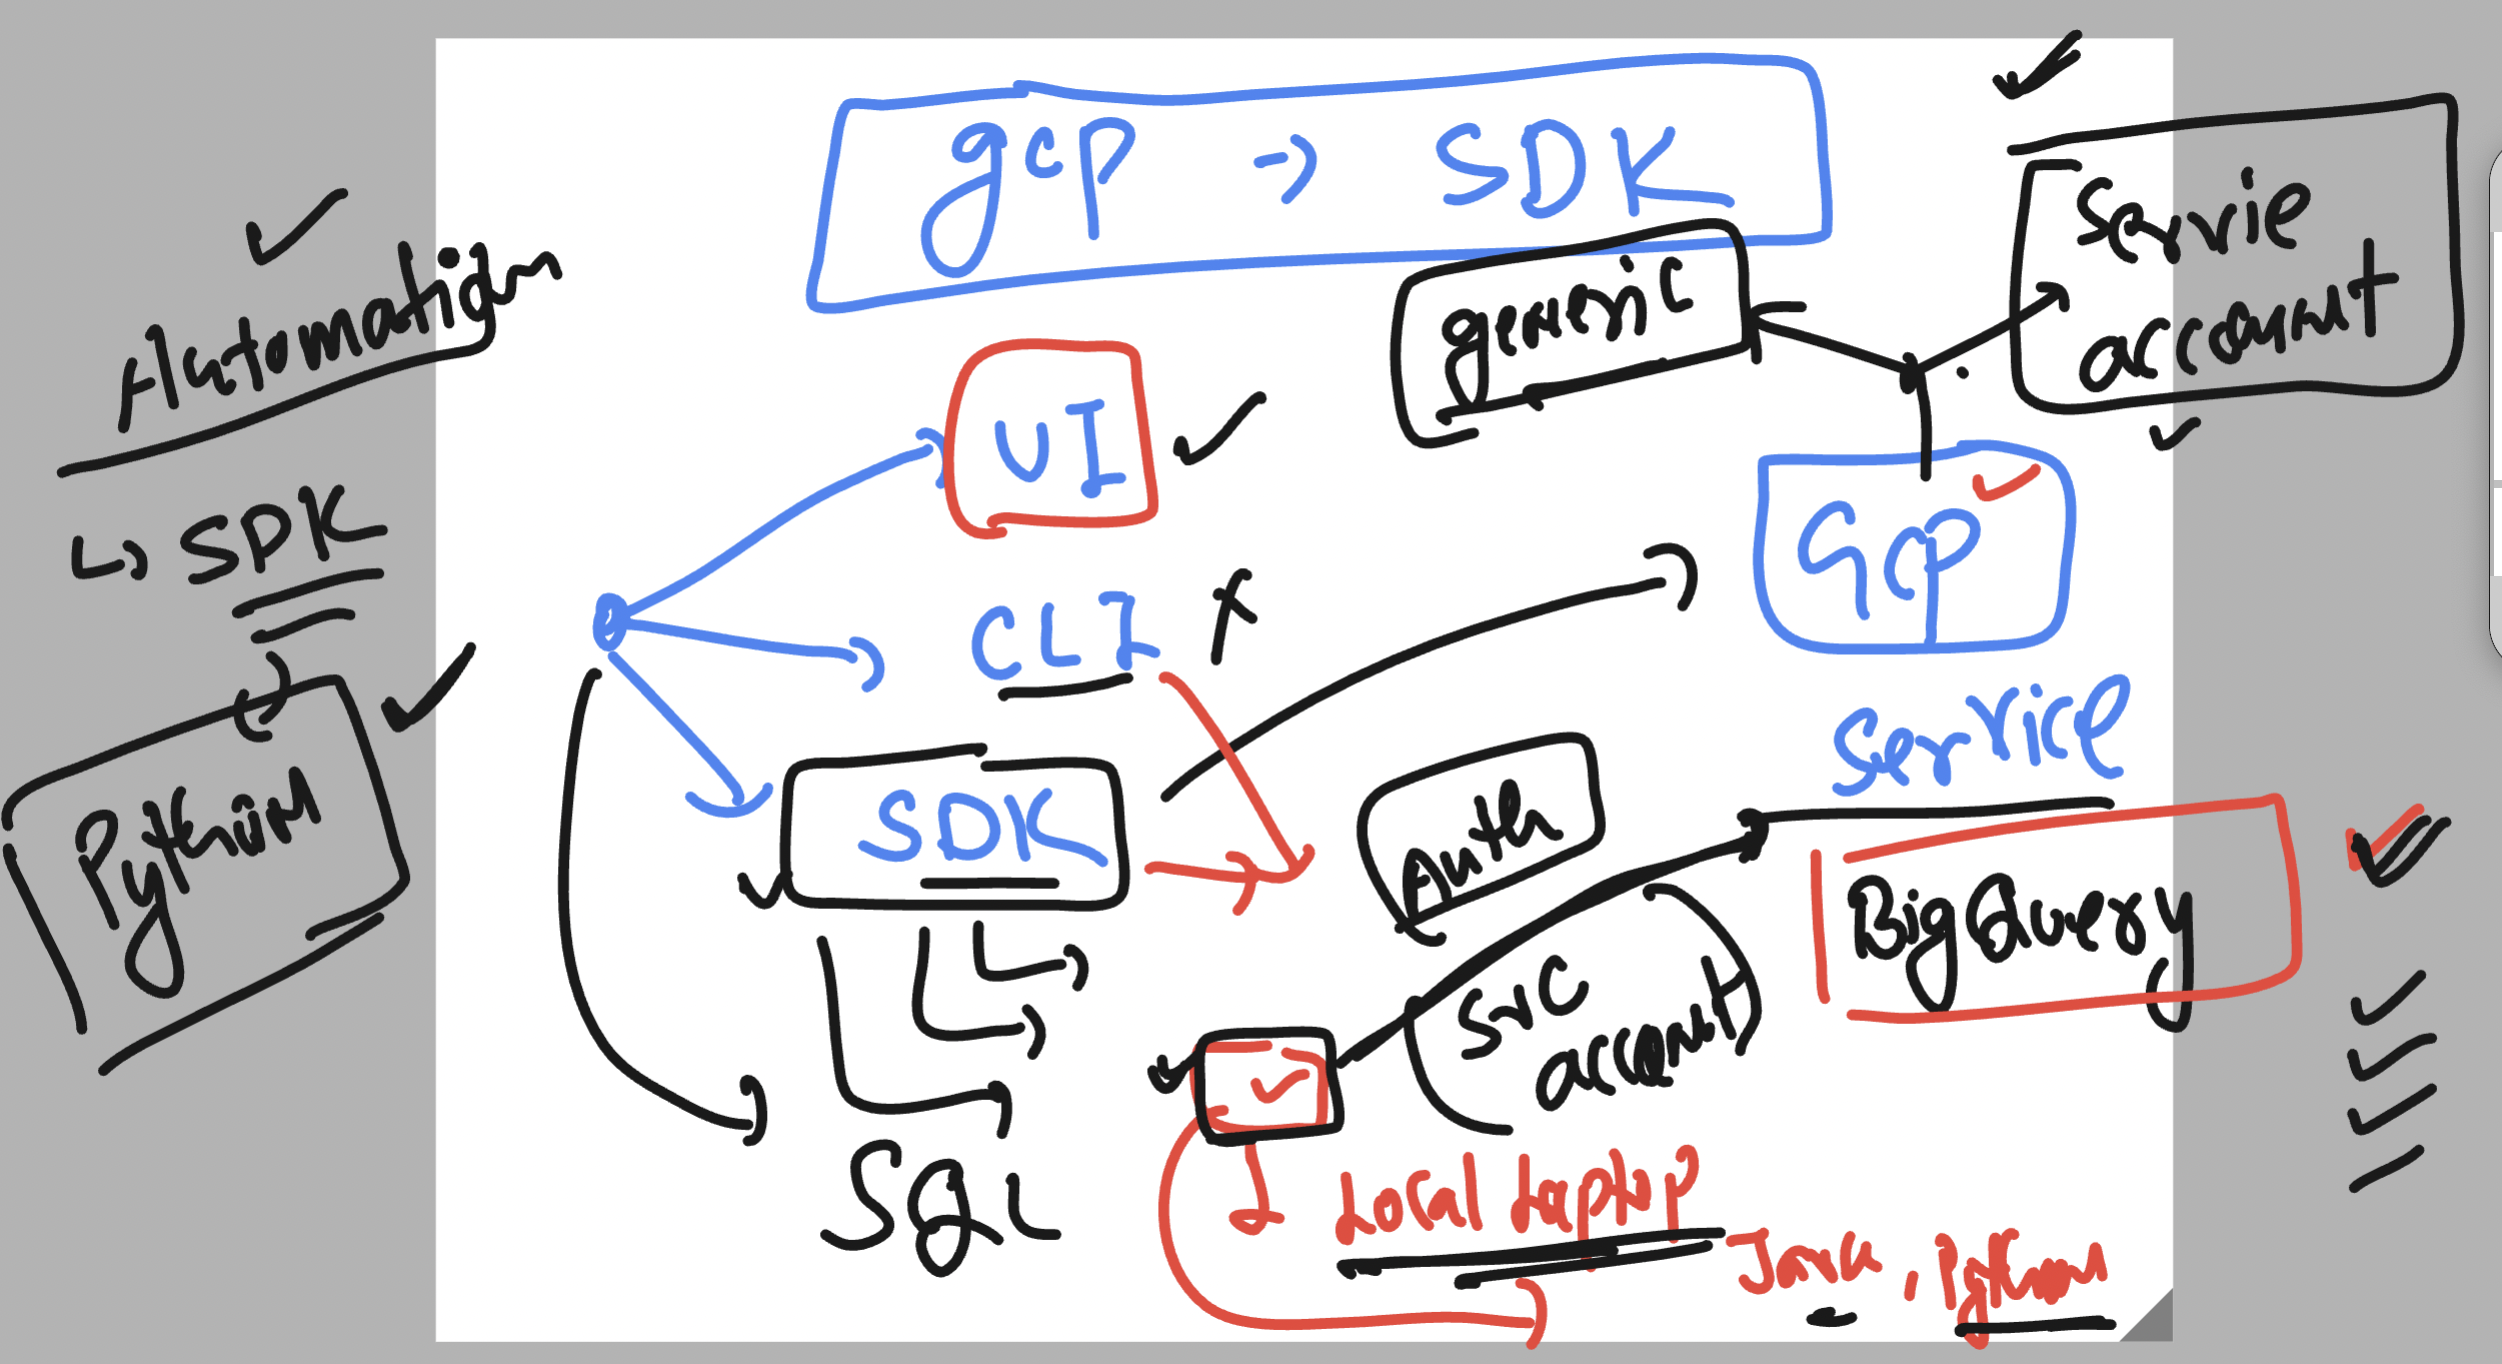 gcp → SDK
Servie
account
generic
Automation
UI
GCP
↳ SPK
CLI
Service
Python
SDK
Auth
BigQuery
SVC
account
SQL
Local laptop
Java, Python